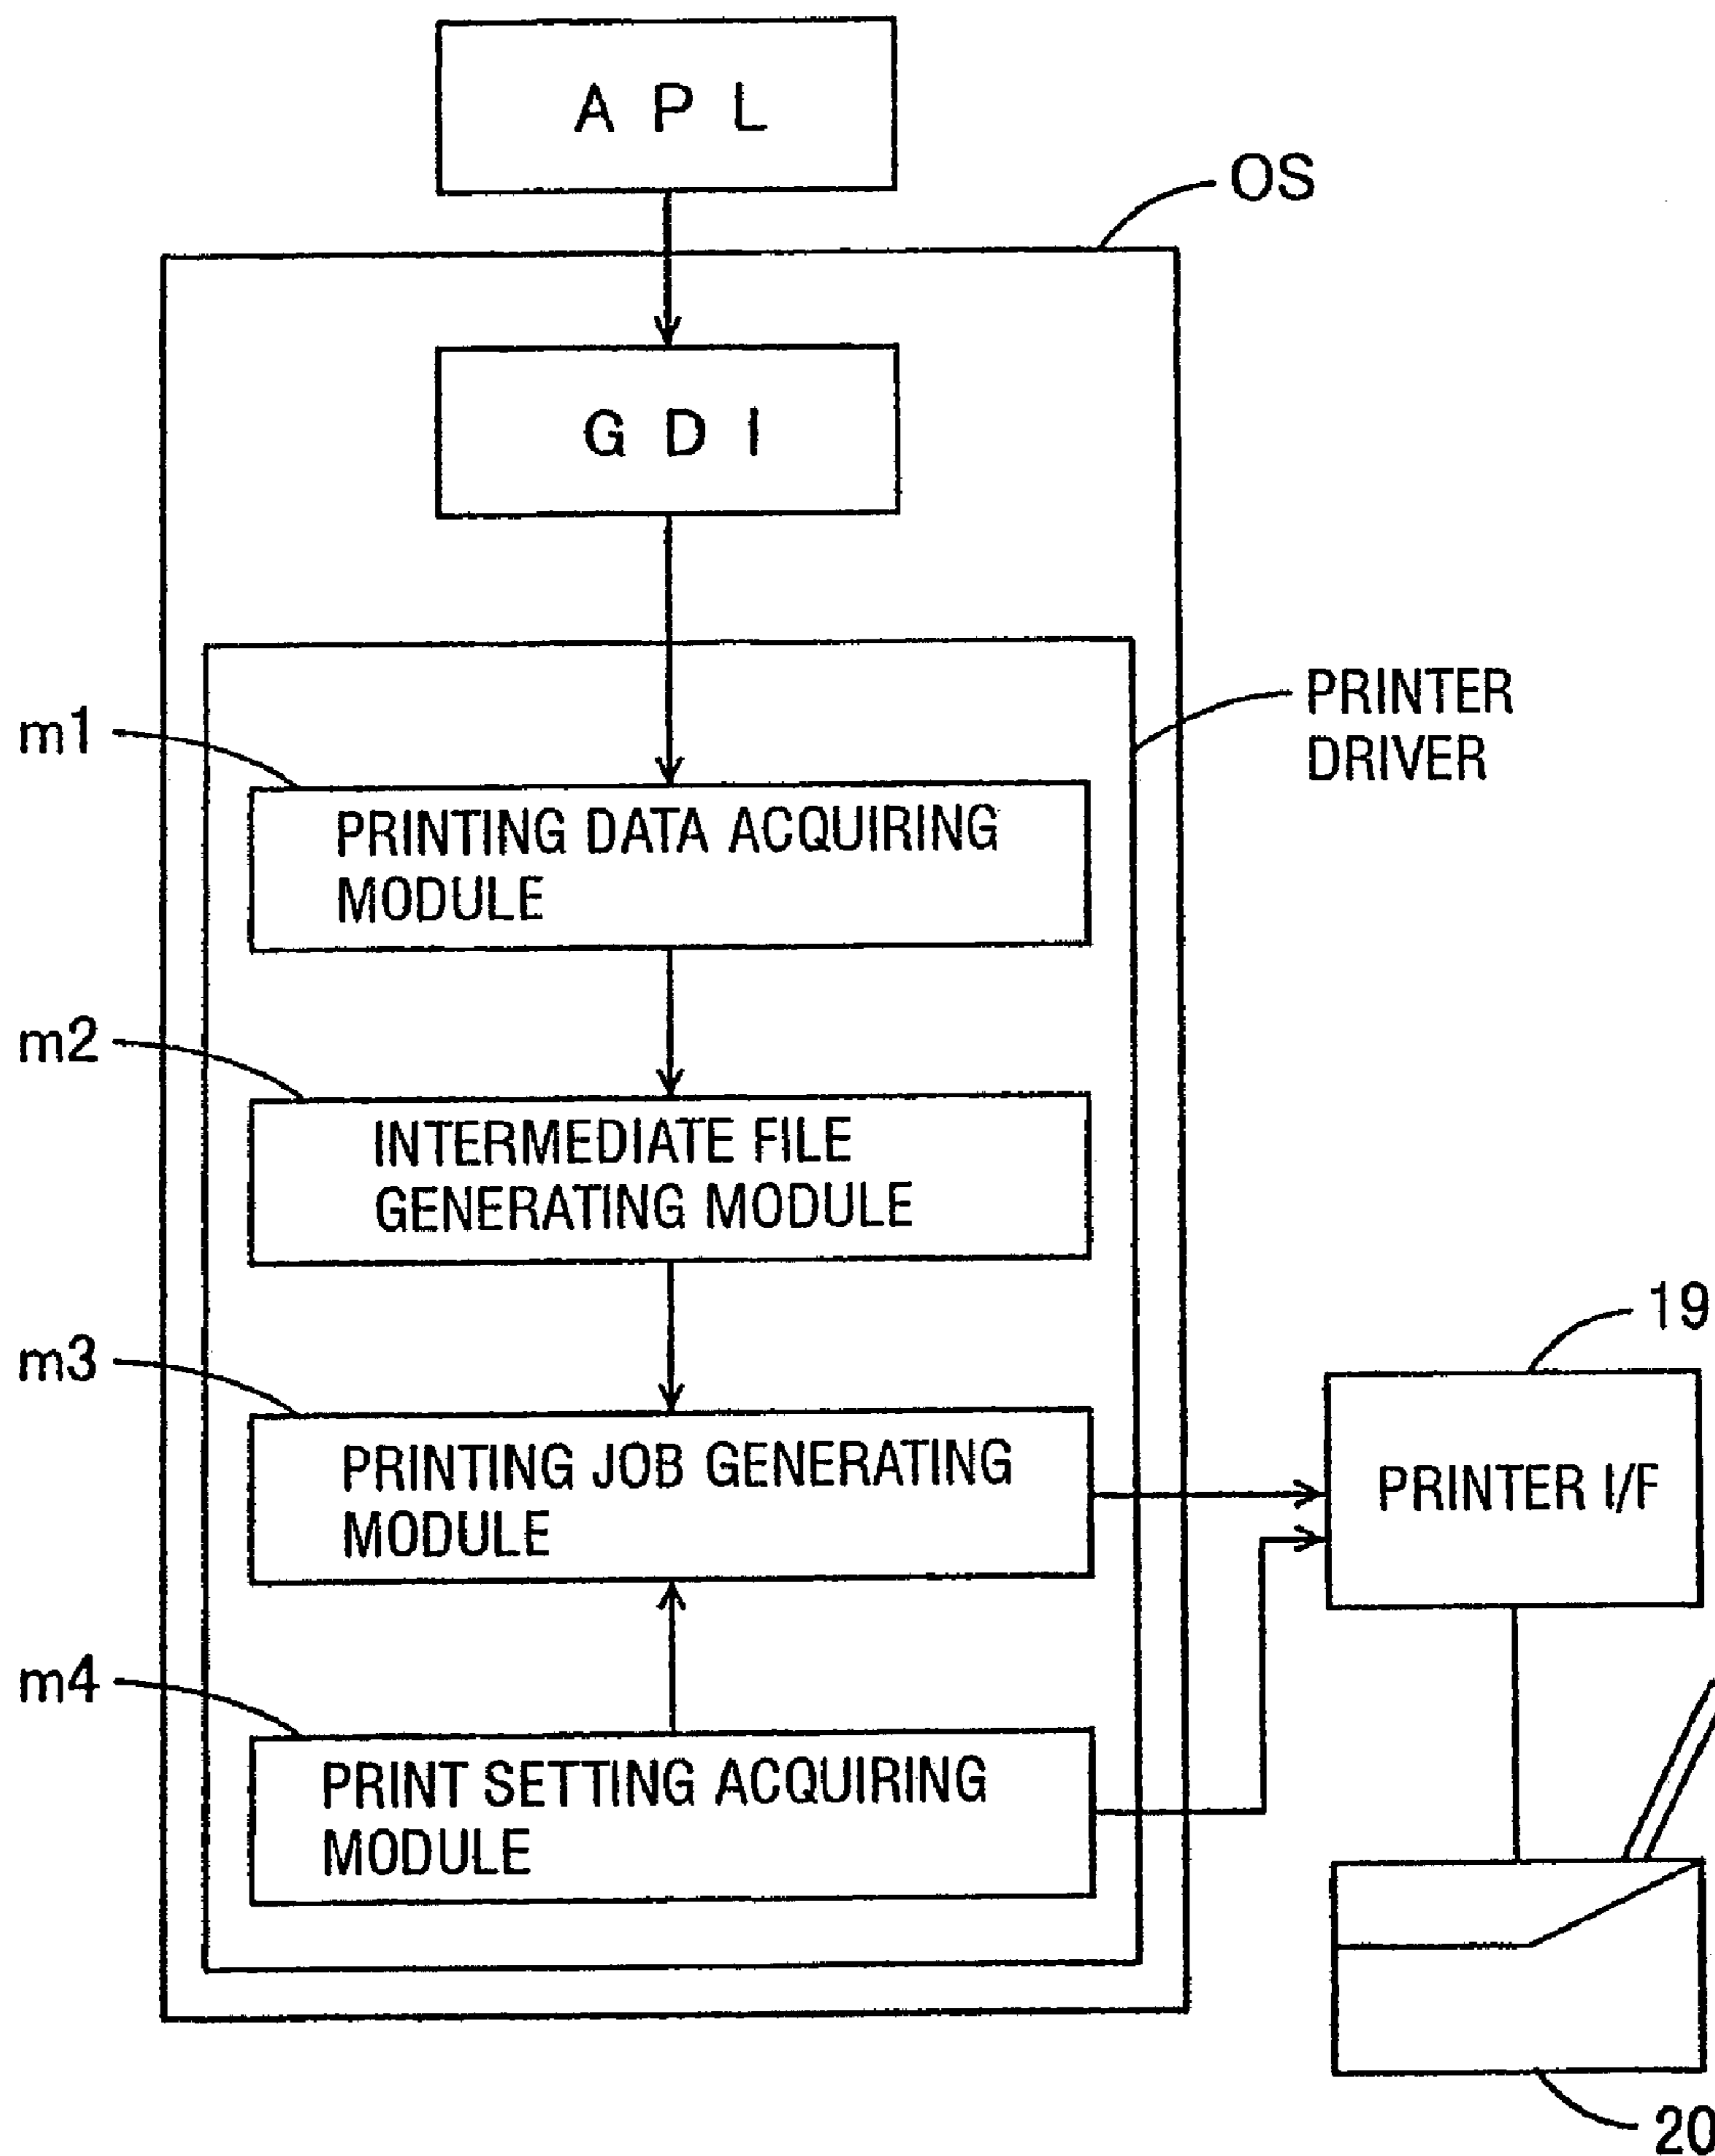 A P L
OS
G D I
PRINTER
DRIVER
m1
PRINTING DATA ACQUIRING
MODULE
m2
INTERMEDIATE FILE
GENERATING MODULE
19
m3
PRINTING JOB GENERATING
MODULE
PRINTER I/F
m4
PRINT SETTING ACQUIRING
MODULE
20